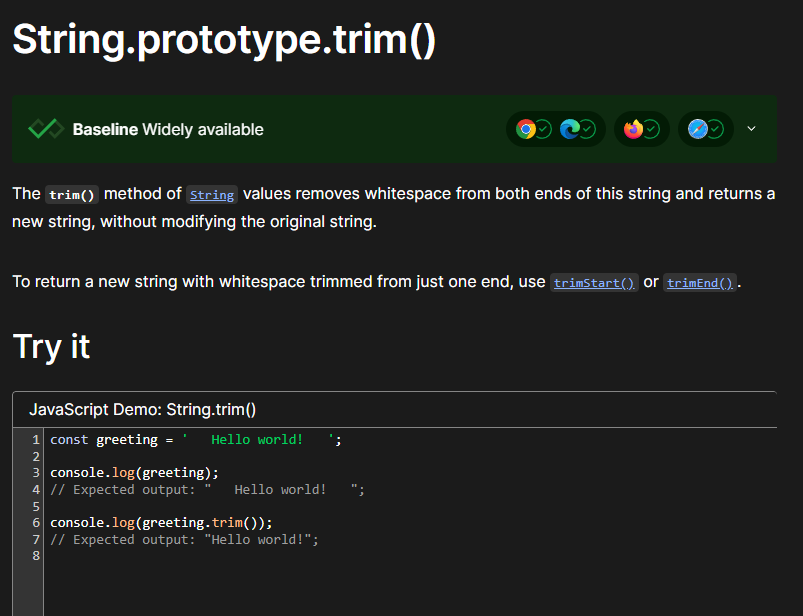 String.prototype.trim()
Baseline Widely available
The trim() method of String values removes whitespace from both ends of this string and returns a
new string, without modifying the original string.
To return a new string with whitespace trimmed from just one end, use trimStart() or trimEnd().
Try it
JavaScript Demo: String.trim()
1 const greeting = '   Hello world!   ';
2
3 console.log(greeting);
4 // Expected output: "   Hello world!   ";
5
6 console.log(greeting.trim());
7 // Expected output: "Hello world!";
8